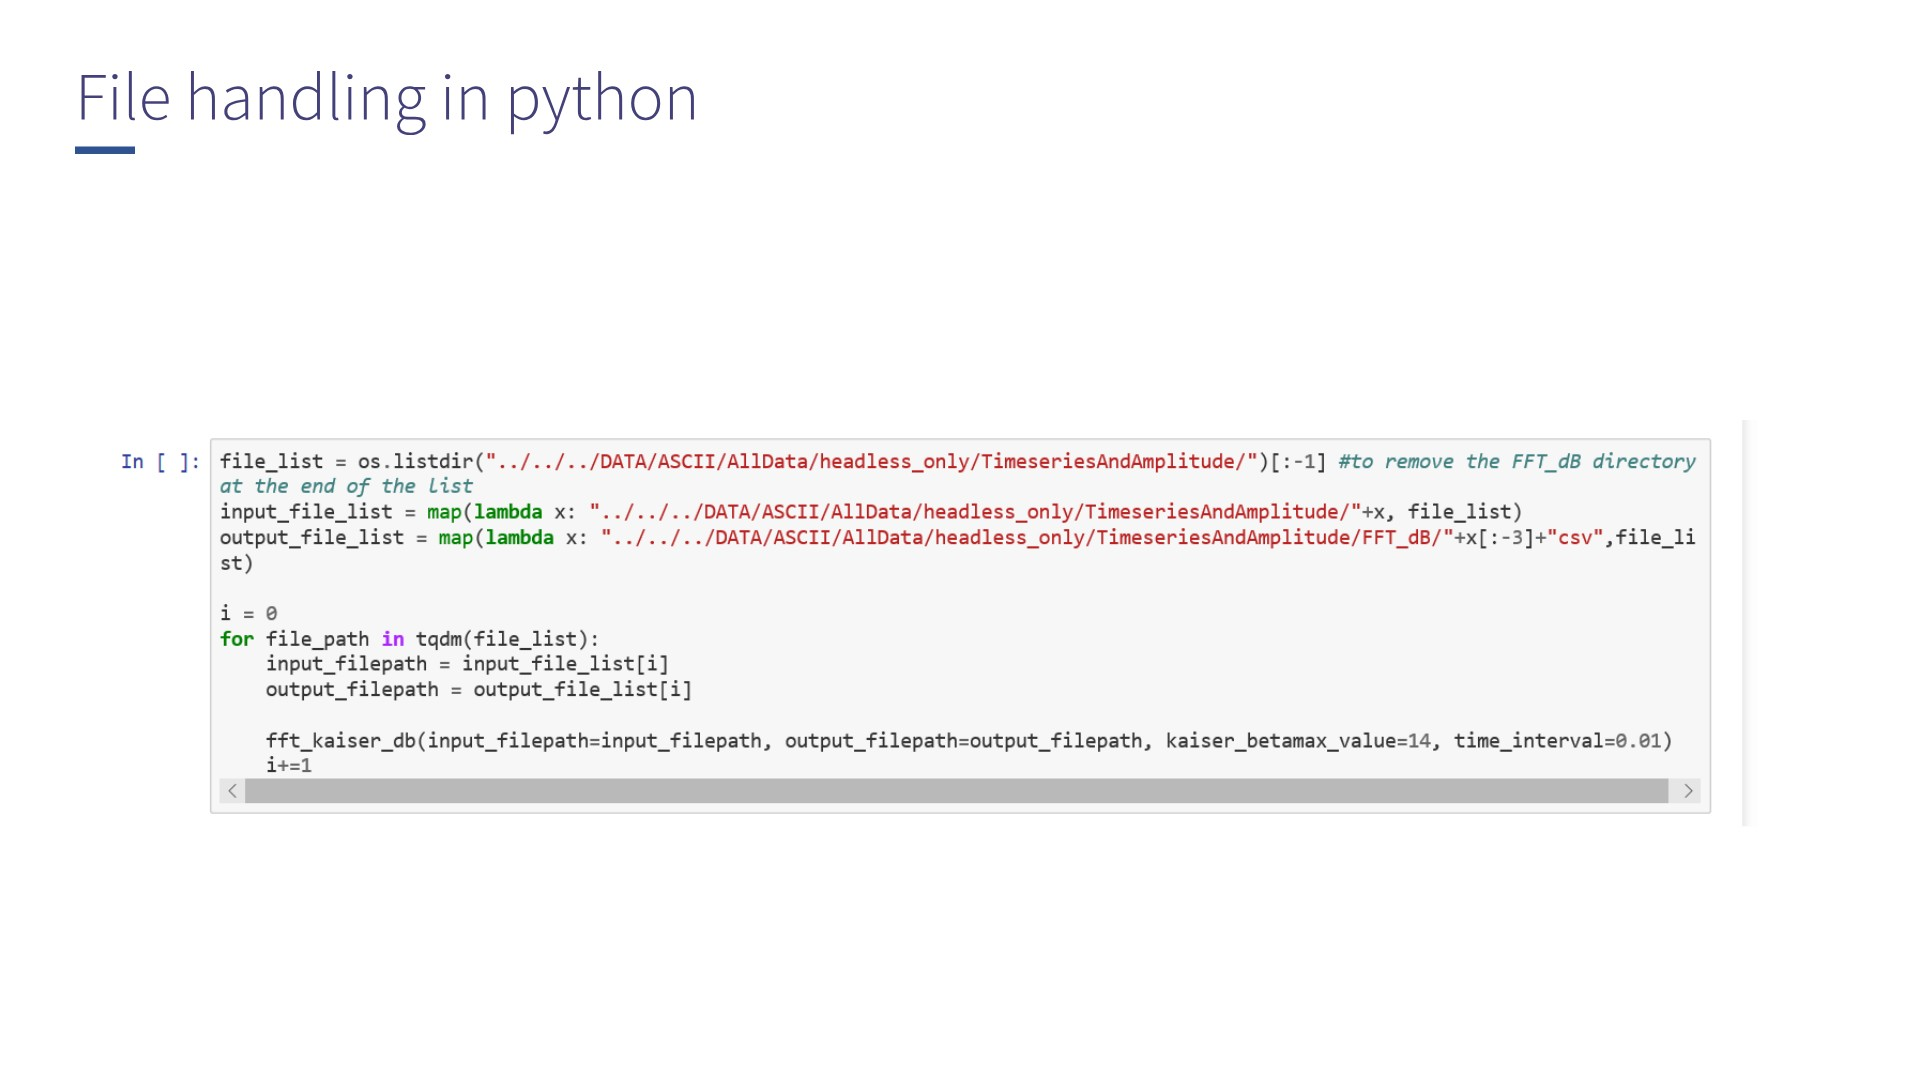 File handling in python
In [ ]: file_list = os.listdir("../../../DATA/ASCII/AllData/headless_only/TimeseriesAndAmplitude/")[:-1] #to remove the FFT_dB directory
at the end of the list
input_file_list = map(lambda x: "../../../DATA/ASCII/AllData/headless_only/TimeseriesAndAmplitude/"+x, file_list)
output_file_list = map(lambda x: "../../../DATA/ASCII/AllData/headless_only/TimeseriesAndAmplitude/FFT_dB/"+x[:-3]+"csv",file_li
st)
i = 0
for file_path in tqdm(file_list):
    input_filepath = input_file_list[i]
    output_filepath = output_file_list[i]
    fft_kaiser_db(input_filepath=input_filepath, output_filepath=output_filepath, kaiser_betamax_value=14, time_interval=0.01)
    i+=1